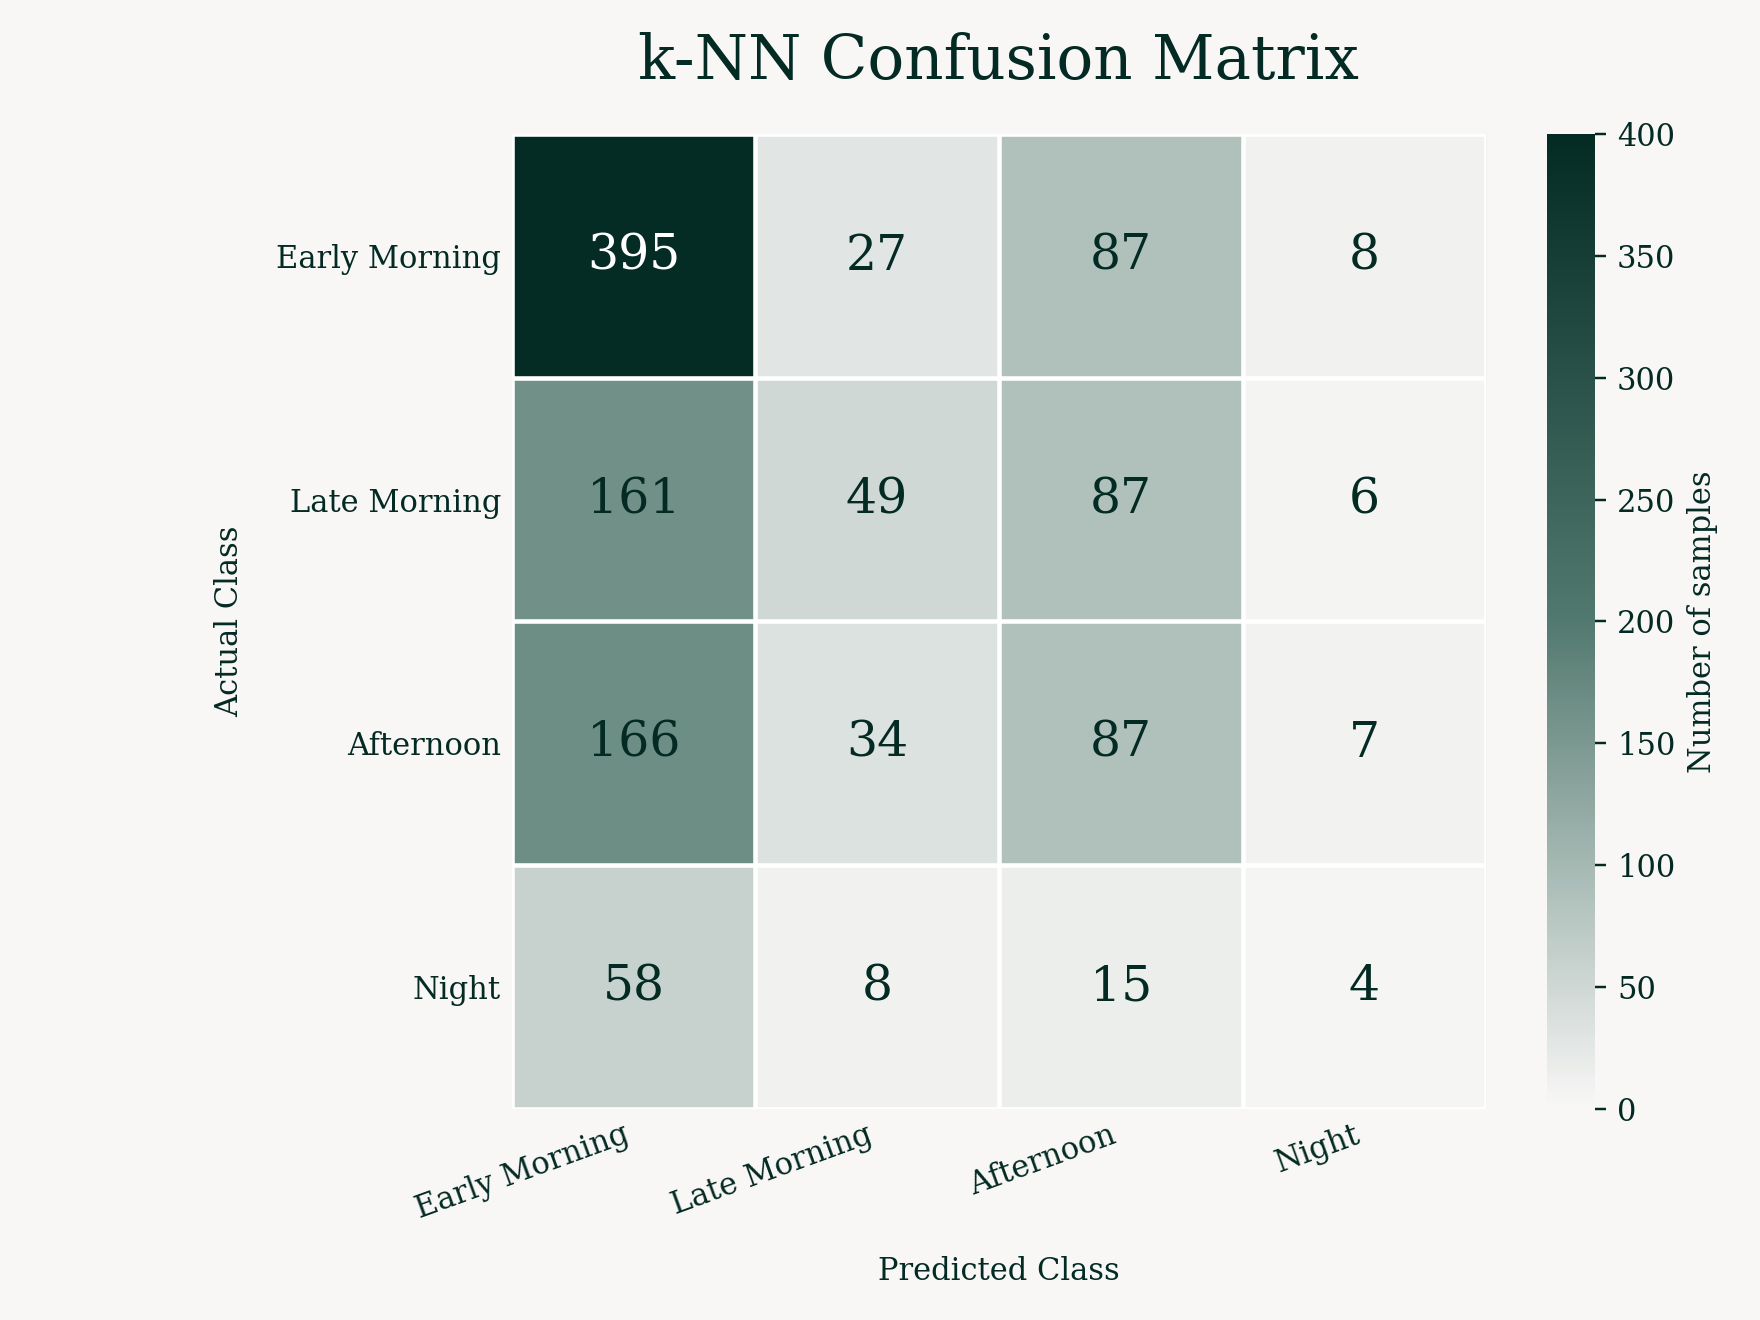 k-NN Confusion Matrix
Early Morning 395 27 87 8
Late Morning 161 49 87 6
Afternoon 166 34 87 7
Night 58 8 15 4
Actual Class
Early Morning Late Morning Afternoon Night
Predicted Class
400
350
300
250
200
150
100
50
0
Number of samples